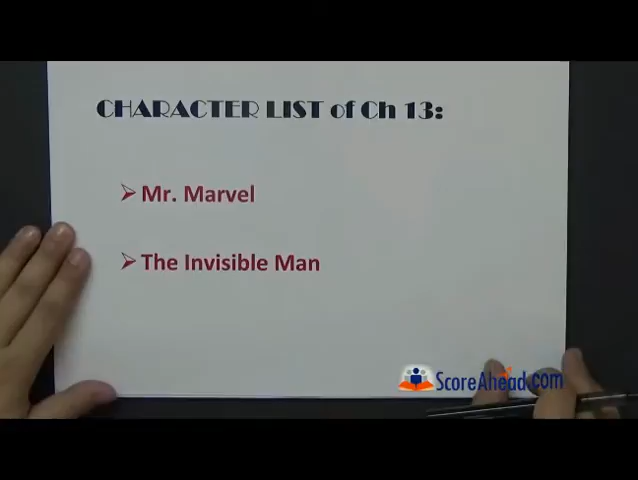 CHARACTER LIST of Ch 13:
Mr. Marvel
The Invisible Man
ScoreAhead.com